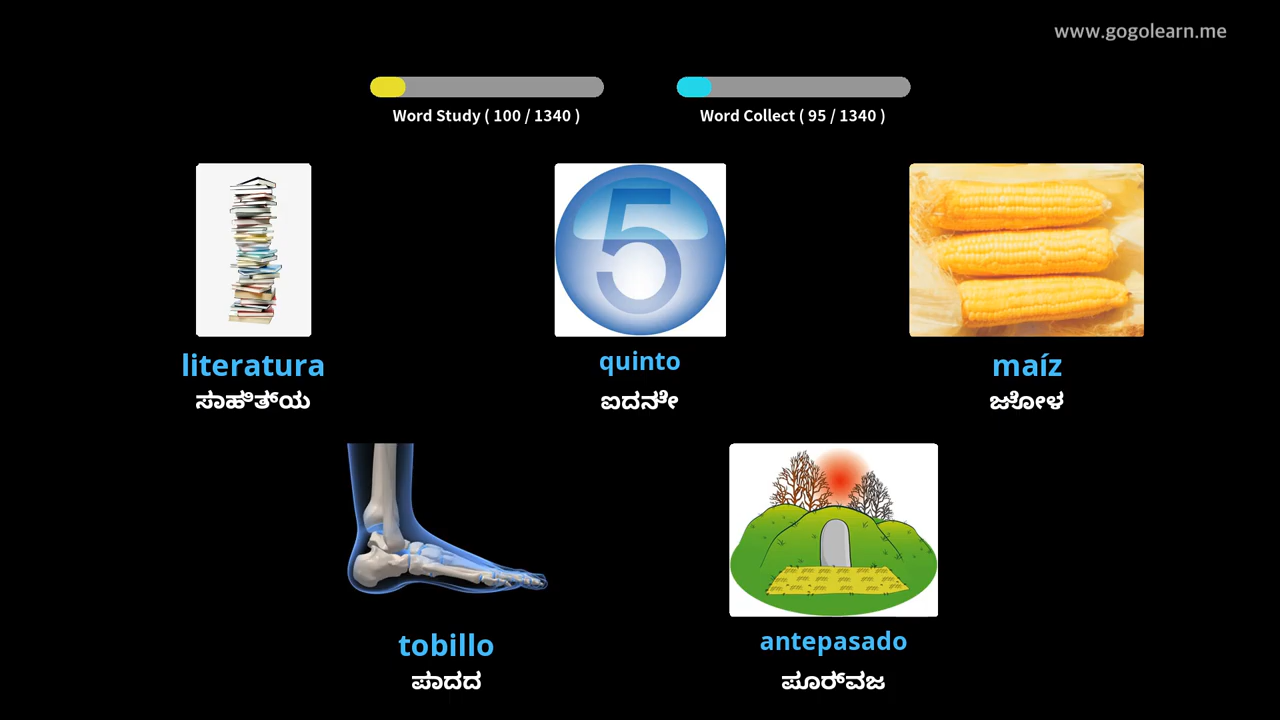 www.gogolearn.me
Word Study ( 100 / 1340 )
Word Collect ( 95 / 1340 )
5
literatura
ಸಾಹಿತ್ಯ
quinto
ಐದನೇ
maíz
ಜೋಳ
tobillo
ಪಾದದ
antepasado
ಪೂರ್ವಜ